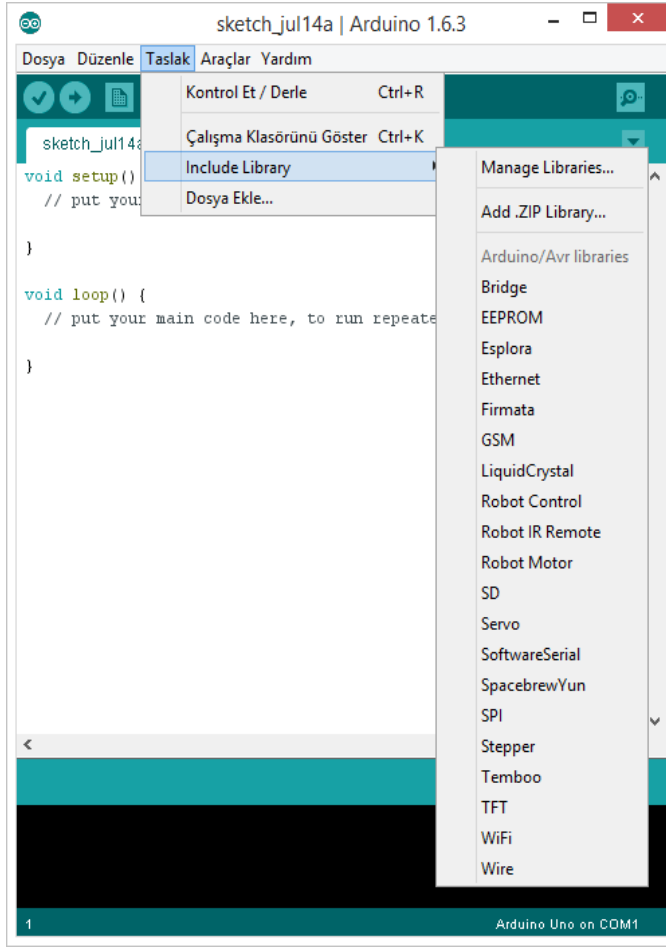 sketch_jul14a | Arduino 1.6.3
Dosya Düzenle Taslak Araçlar Yardım
Kontrol Et / Derle Ctrl+R
Çalışma Klasörünü Göster Ctrl+K
Include Library
Dosya Ekle...
sketch_jul14a
void setup()
// put your
}
void loop() {
// put your main code here, to run repeate
}
Manage Libraries...
Add .ZIP Library...
Arduino/Avr libraries
Bridge
EEPROM
Esplora
Ethernet
Firmata
GSM
LiquidCrystal
Robot Control
Robot IR Remote
Robot Motor
SD
Servo
SoftwareSerial
SpacebrewYun
SPI
Stepper
Temboo
TFT
WiFi
Wire
1 Arduino Uno on COM1